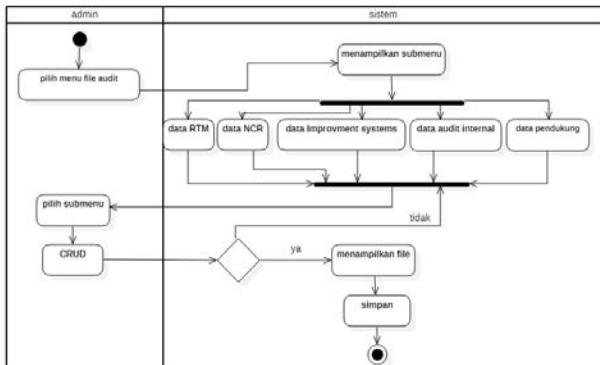 admin
sistem
menampilkan submenu
pilih menu file audit
data RTM
data NCR
data Improvment systems
data audit internal
data pendukung
pilih submenu
tidak
CRUD
ya
menampilkan file
simpan